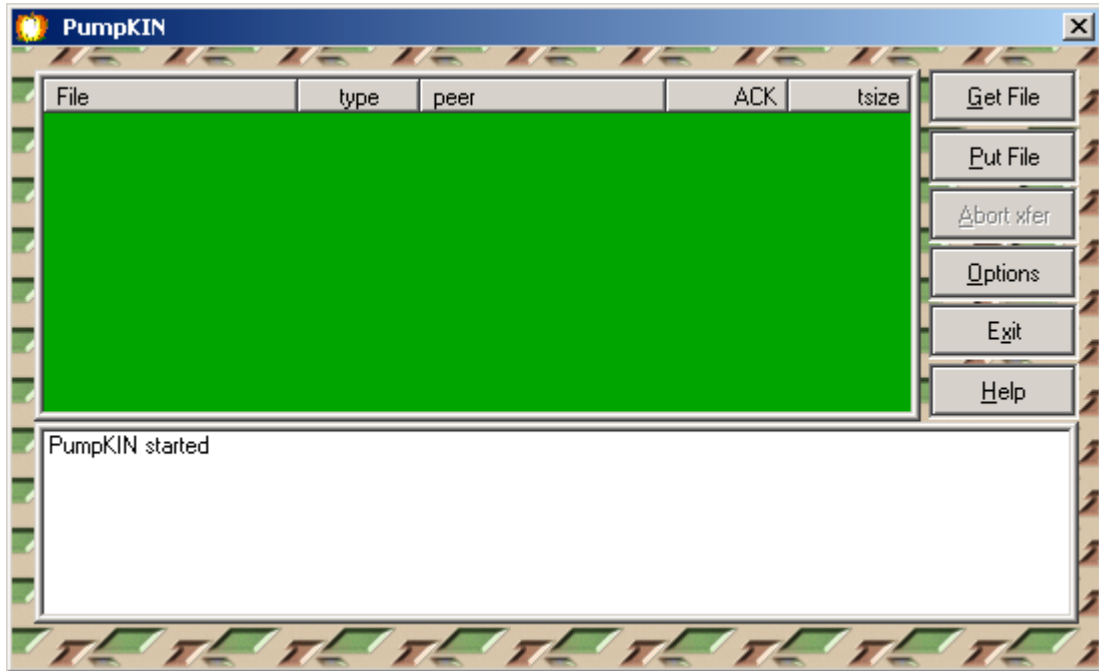 PumpKIN
File type peer ACK tsize
Get File
Put File
Abort xfer
Options
Exit
Help
PumpKIN started